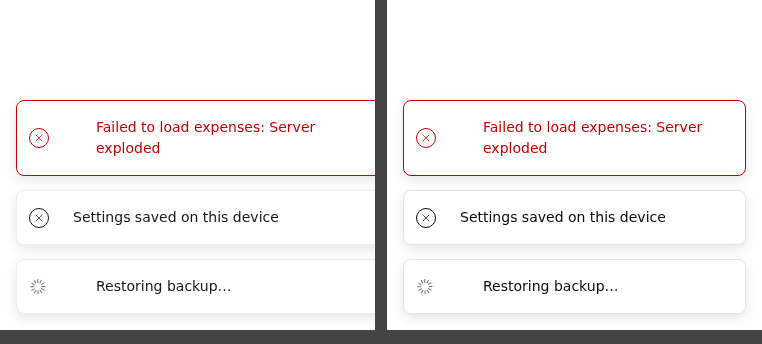 Failed to load expenses: Server
exploded
Settings saved on this device
Restoring backup…
Failed to load expenses: Server
exploded
Settings saved on this device
Restoring backup…